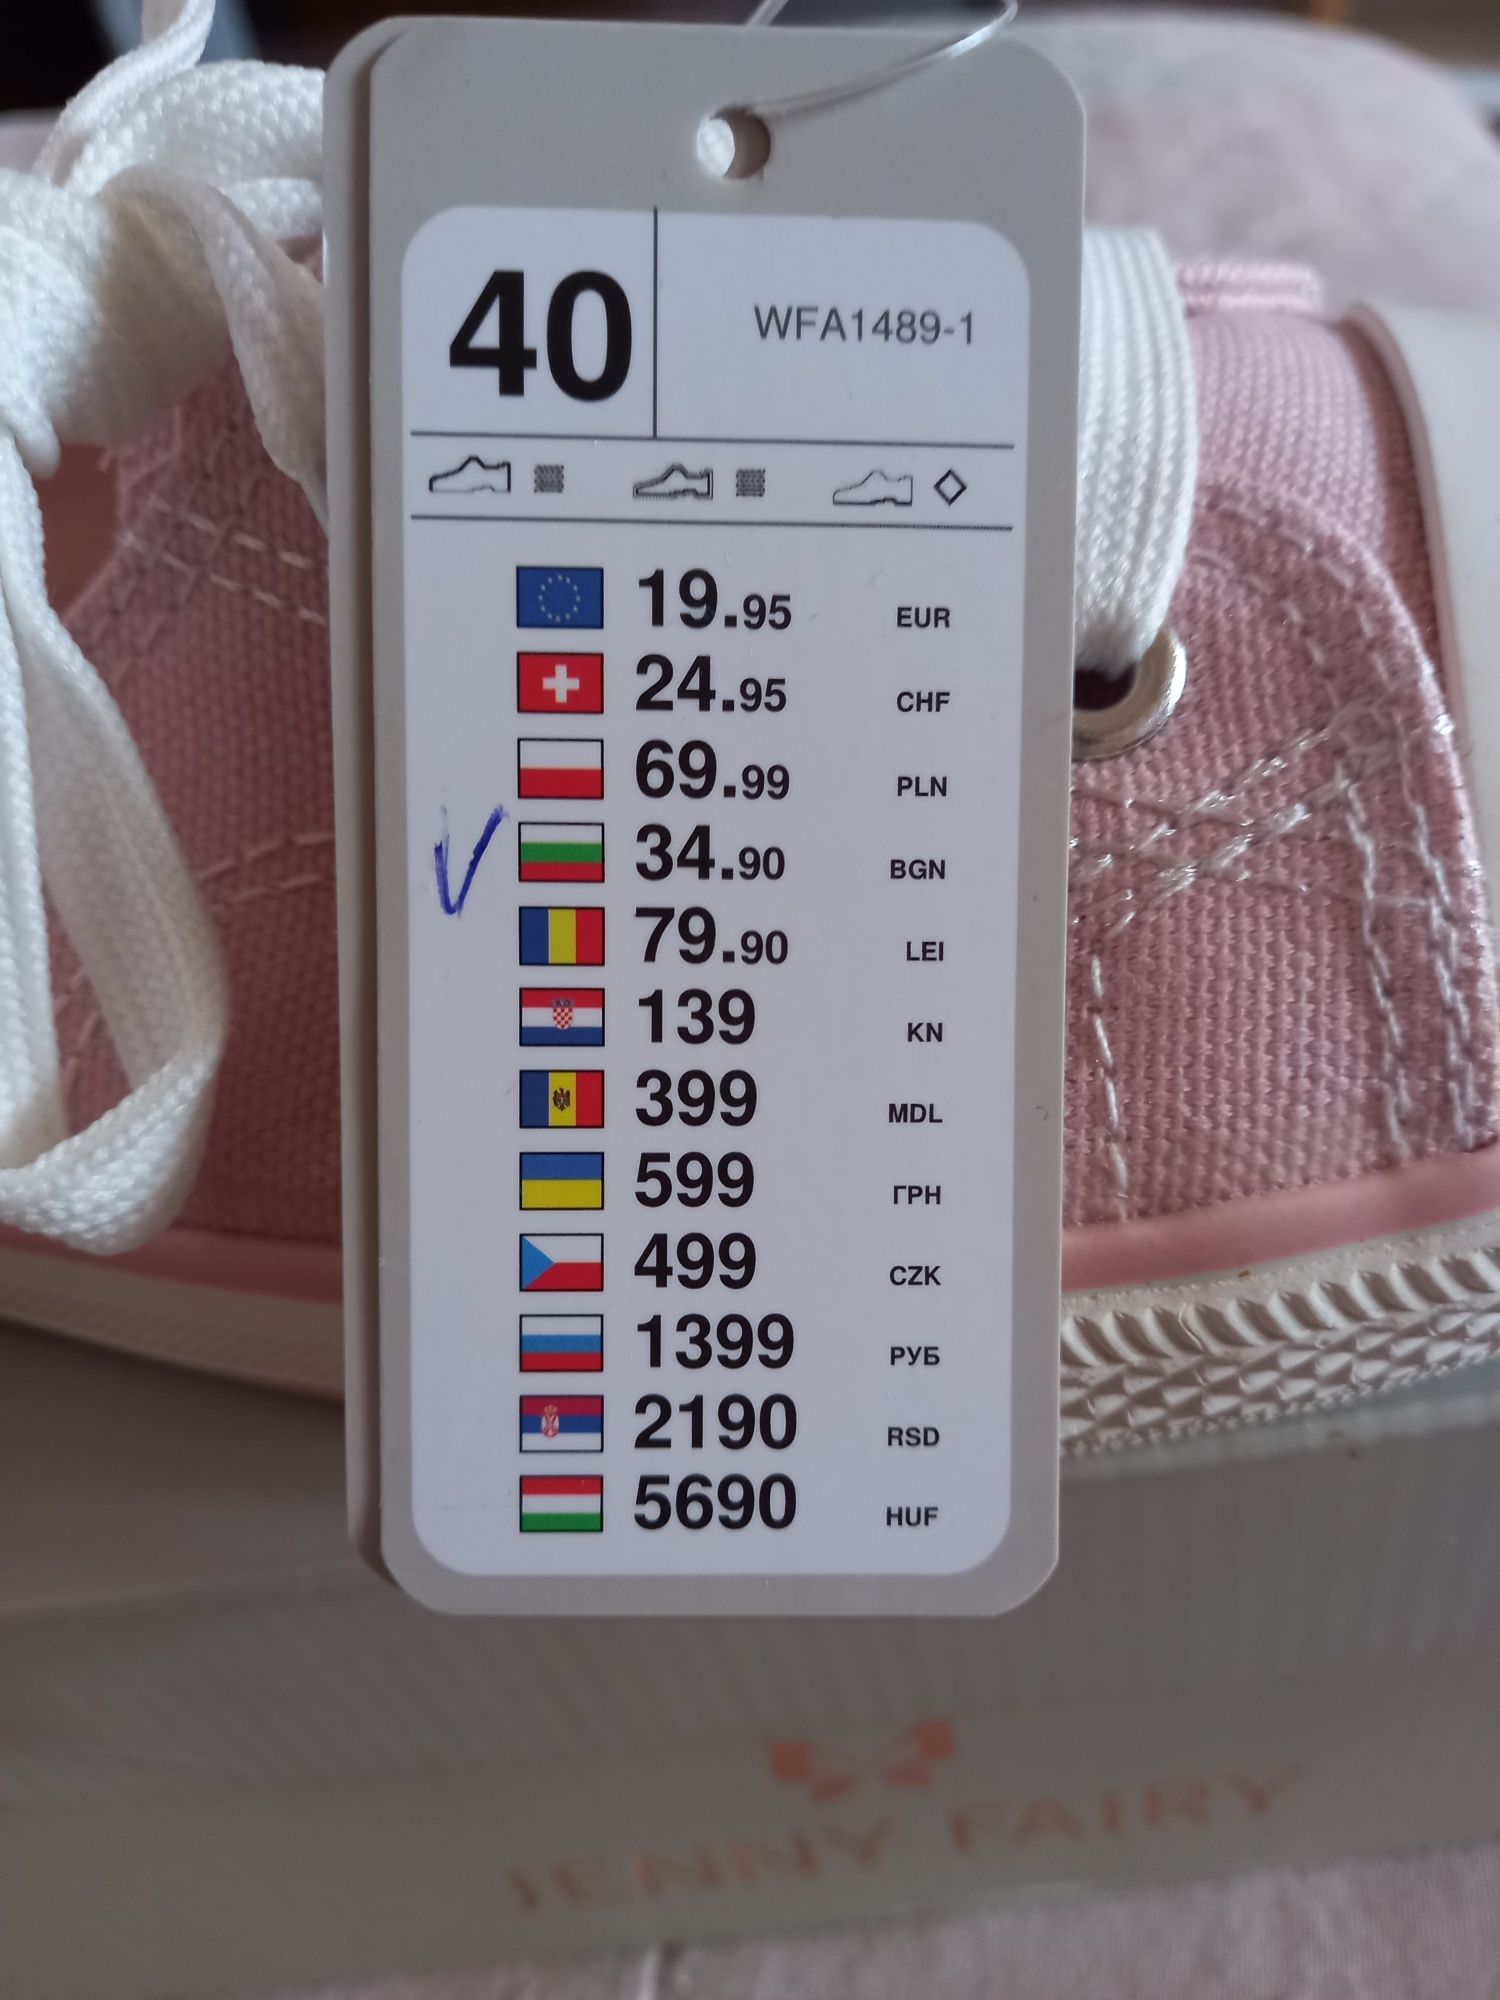 40 WFA1489-1
19.95 EUR
24.95 CHF
69.99 PLN
34.90 BGN
79.90 LEI
139 KN
399 MDL
599 ГРН
499 CZK
1399 РУБ
2190 RSD
5690 HUF
JENNY FAIRY